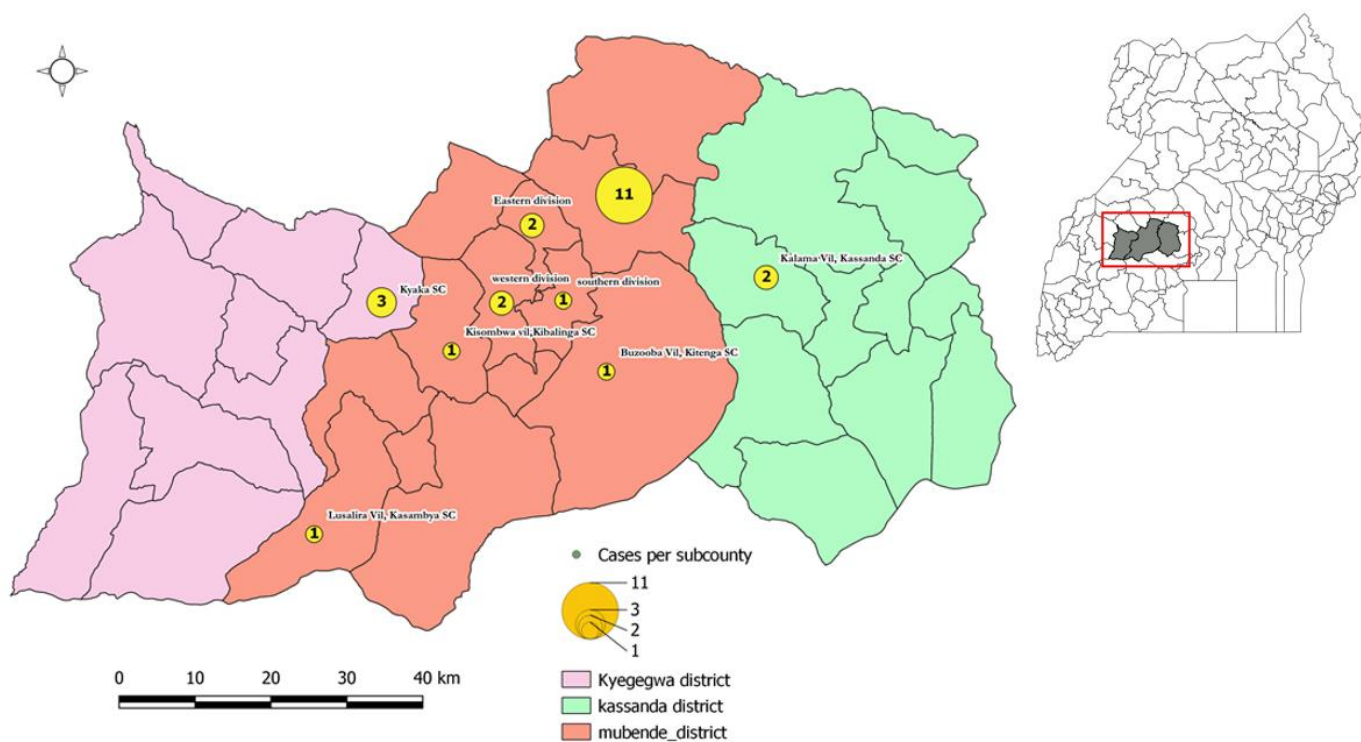 11
Eastern division
2
Kalama Vil, Kassanda SC
2
western division
southern division
Kyaka SC
3
2
1
Kisombwa vil,Kibalinga SC
1
Buzooba Vil, Kitenga SC
1
Lusalira Vil, Kasambya SC
1
Cases per subcounty
11
3
2
1
0 10 20 30 40 km
Kyegegwa district
kassanda district
mubende_district